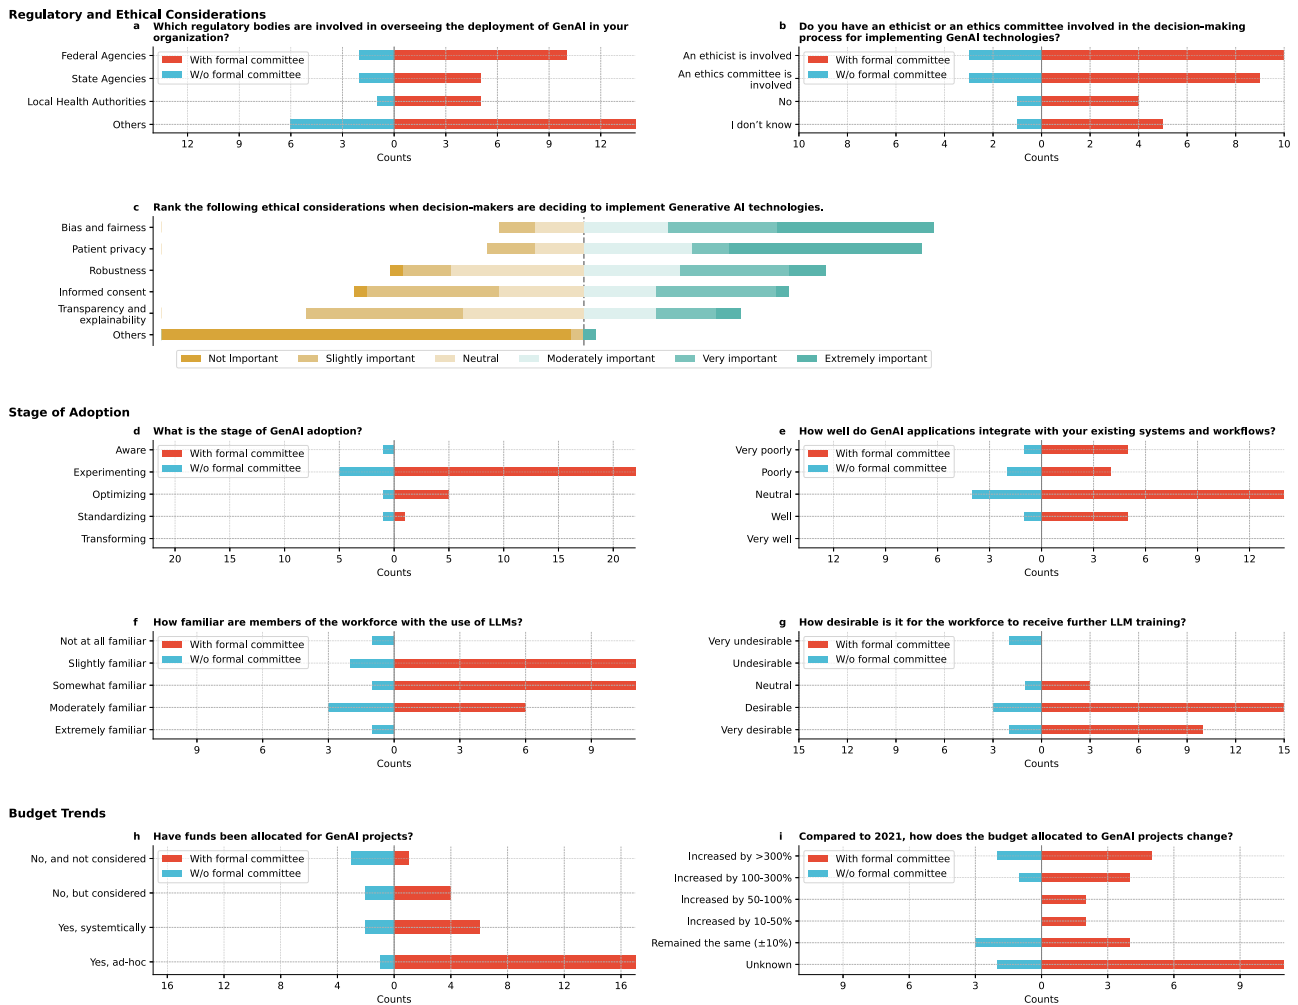 Regulatory and Ethical Considerations
a Which regulatory bodies are involved in overseeing the deployment of GenAI in your
organization?
With formal committee
W/o formal committee
Federal Agencies
State Agencies
Local Health Authorities
Others
12 9 6 3 0 3 6 9 12
Counts
b Do you have an ethicist or an ethics committee involved in the decision-making
process for implementing GenAI technologies?
With formal committee
W/o formal committee
An ethicist is involved
An ethics committee is
involved
No
I don't know
10 8 6 4 2 0 2 4 6 8 10
Counts
c Rank the following ethical considerations when decision-makers are deciding to implement Generative AI technologies.
Bias and fairness
Patient privacy
Robustness
Informed consent
Transparency and
explainability
Others
Not Important Slightly important Neutral Moderately important Very important Extremely important
Stage of Adoption
d What is the stage of GenAI adoption?
With formal committee
W/o formal committee
Aware
Experimenting
Optimizing
Standardizing
Transforming
20 15 10 5 0 5 10 15 20
Counts
e How well do GenAI applications integrate with your existing systems and workflows?
With formal committee
W/o formal committee
Very poorly
Poorly
Neutral
Well
Very well
12 9 6 3 0 3 6 9 12
Counts
f How familiar are members of the workforce with the use of LLMs?
With formal committee
W/o formal committee
Not at all familiar
Slightly familiar
Somewhat familiar
Moderately familiar
Extremely familiar
9 6 3 0 3 6 9
Counts
g How desirable is it for the workforce to receive further LLM training?
With formal committee
W/o formal committee
Very undesirable
Undesirable
Neutral
Desirable
Very desirable
15 12 9 6 3 0 3 6 9 12 15
Counts
Budget Trends
h Have funds been allocated for GenAI projects?
With formal committee
W/o formal committee
No, and not considered
No, but considered
Yes, systemtically
Yes, ad-hoc
16 12 8 4 0 4 8 12 16
Counts
i Compared to 2021, how does the budget allocated to GenAI projects change?
With formal committee
W/o formal committee
Increased by >300%
Increased by 100-300%
Increased by 50-100%
Increased by 10-50%
Remained the same (±10%)
Unknown
9 6 3 0 3 6 9
Counts